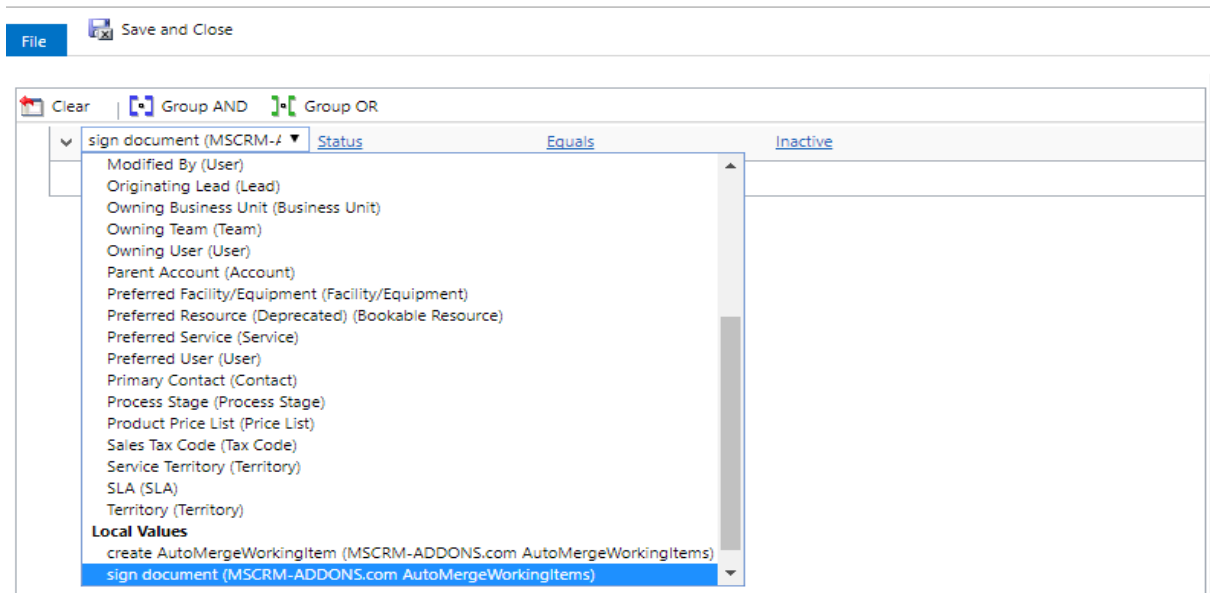 File
Save and Close
Clear | Group AND Group OR
sign document (MSCRM-A Status Equals Inactive
Modified By (User)
Originating Lead (Lead)
Owning Business Unit (Business Unit)
Owning Team (Team)
Owning User (User)
Parent Account (Account)
Preferred Facility/Equipment (Facility/Equipment)
Preferred Resource (Deprecated) (Bookable Resource)
Preferred Service (Service)
Preferred User (User)
Primary Contact (Contact)
Process Stage (Process Stage)
Product Price List (Price List)
Sales Tax Code (Tax Code)
Service Territory (Territory)
SLA (SLA)
Territory (Territory)
Local Values
create AutoMergeWorkingItem (MSCRM-ADDONS.com AutoMergeWorkingItems)
sign document (MSCRM-ADDONS.com AutoMergeWorkingItems)